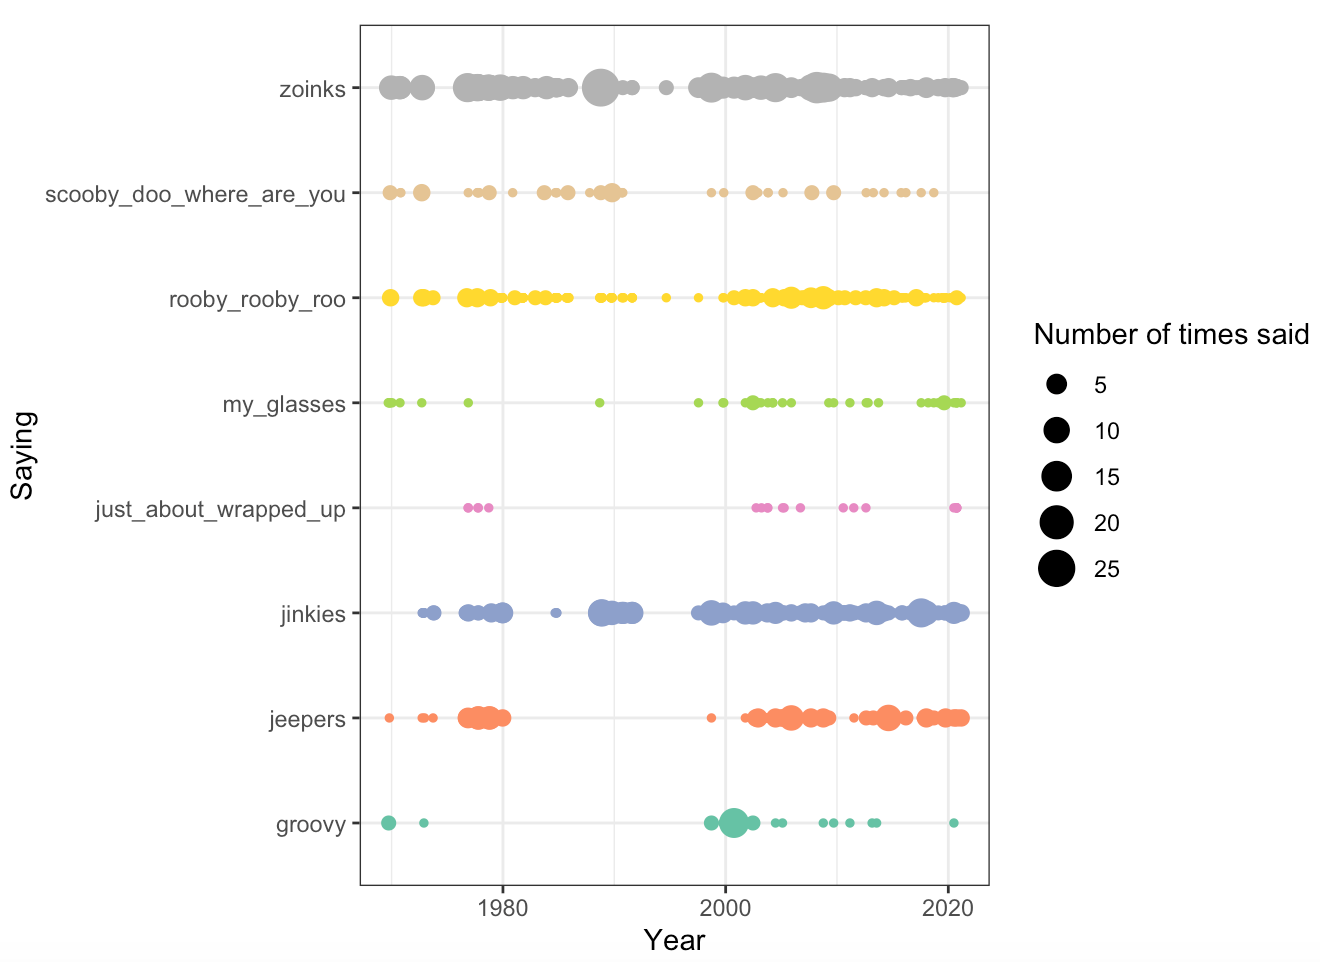 zoinks
scooby_doo_where_are_you
rooby_rooby_roo
my_glasses
just_about_wrapped_up
jinkies
jeepers
groovy
Saying
1980 2000 2020
Year
Number of times said
5
10
15
20
25